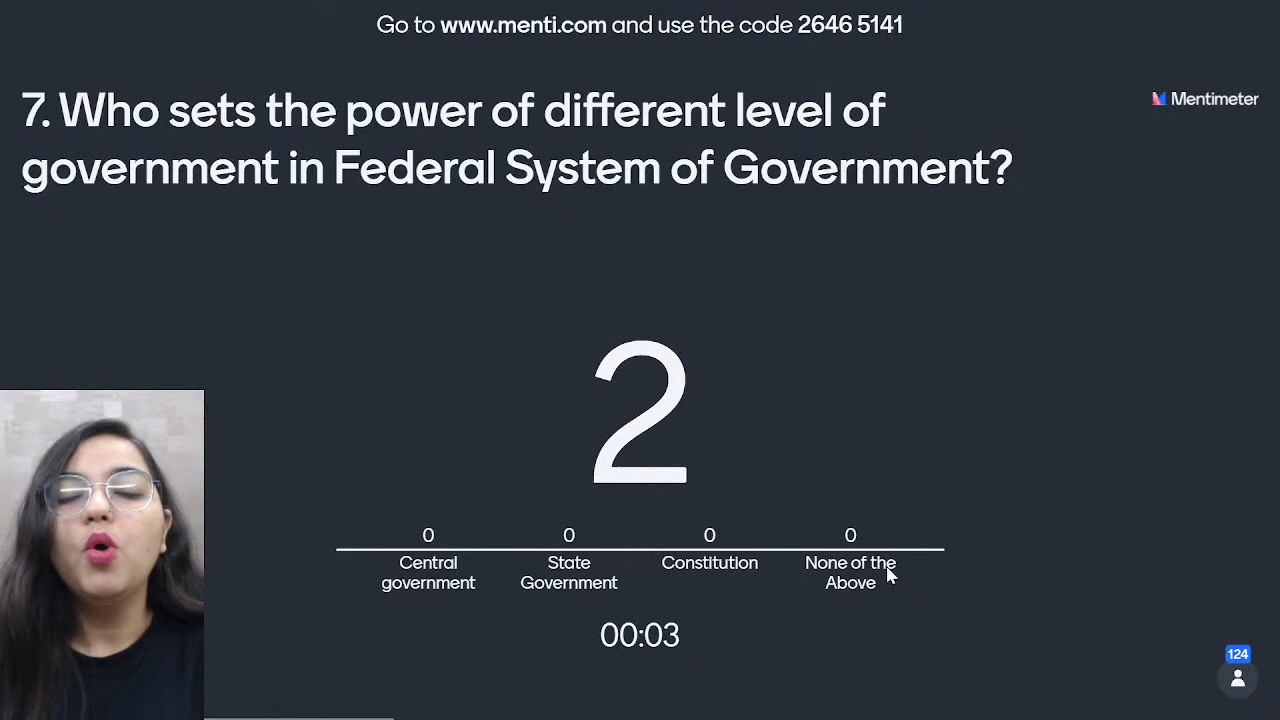 Go to www.menti.com and use the code 2646 5141
7. Who sets the power of different level of
government in Federal System of Government?
Mentimeter
2
0 0 0 0
Central
government
State
Government
Constitution
None of the
Above
00:03
124